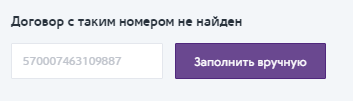 Договор с таким номером не найден
570007463109887
Заполнить вручную